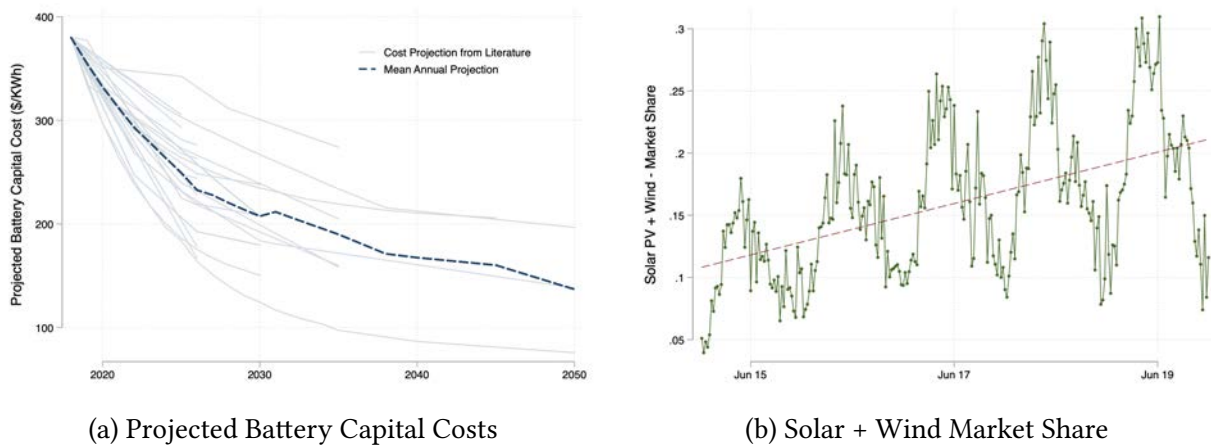 Projected Battery Capital Cost ($/KWh)
400
300
200
100
2020
2030
2040
2050
Cost Projection from Literature
Mean Annual Projection
(a) Projected Battery Capital Costs
Solar PV + Wind - Market Share
.3
.25
.2
.15
.1
.05
Jun 15
Jun 17
Jun 19
(b) Solar + Wind Market Share